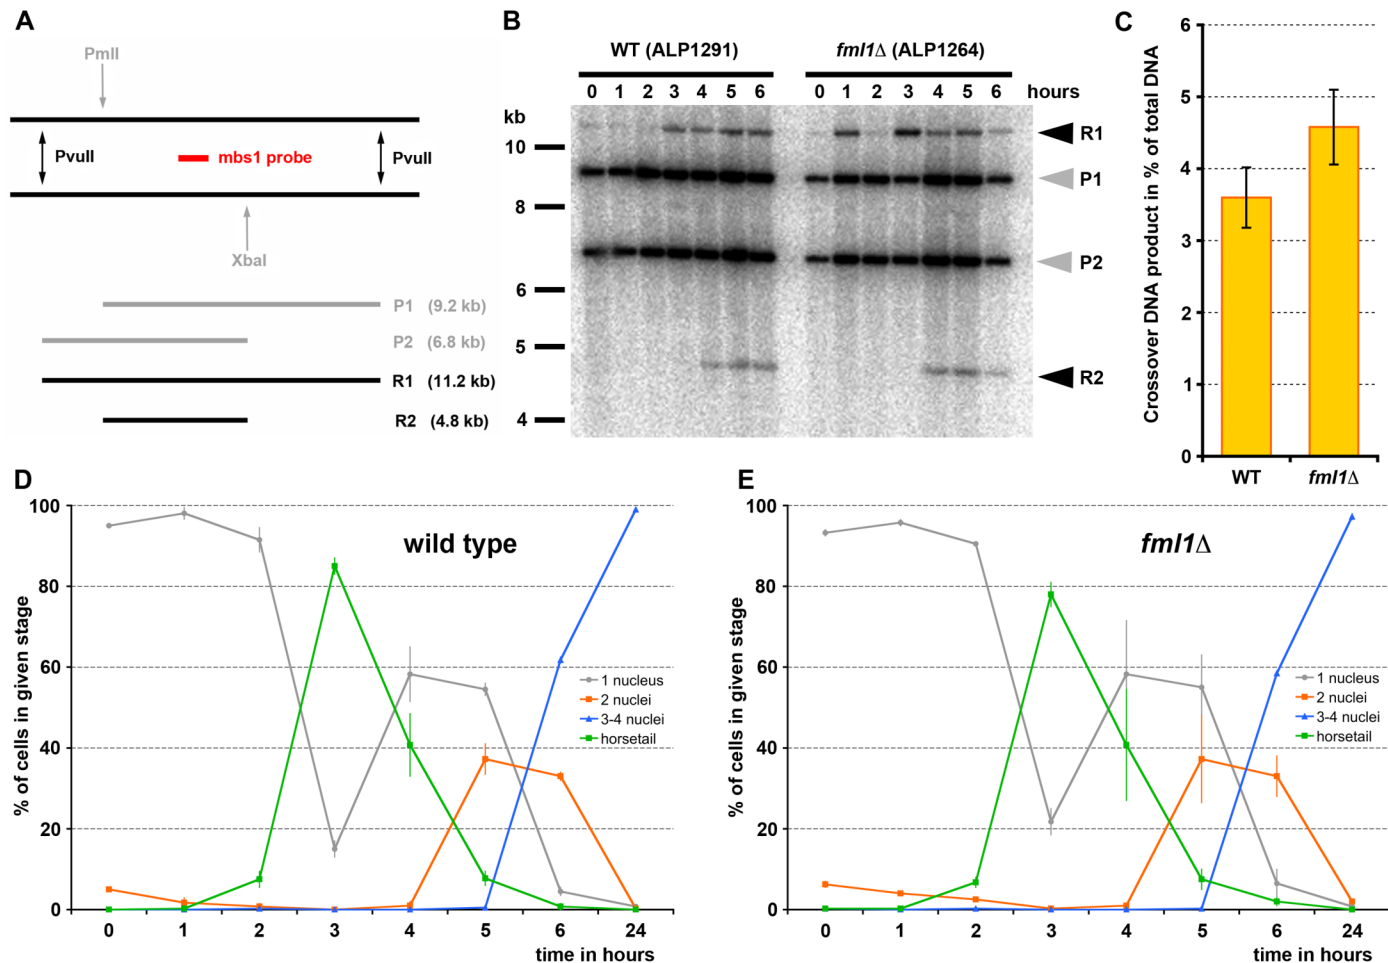 A
PmlI
PvuII
mbs1 probe
PvuII
XbaI
P1 (9.2 kb)
P2 (6.8 kb)
R1 (11.2 kb)
R2 (4.8 kb)
B
WT (ALP1291)
fml1Δ (ALP1264)
0 1 2 3 4 5 6
0 1 2 3 4 5 6
hours
kb
10
8
6
5
4
R1
P1
P2
R2
C
Crossover DNA product in % of total DNA
6
5
4
3
2
1
0
WT
fml1Δ
D
wild type
% of cells in given stage
100
80
60
40
20
0
1 nucleus
2 nuclei
3-4 nuclei
horsetail
0 1 2 3 4 5 6 24
time in hours
E
fml1Δ
% of cells in given stage
100
80
60
40
20
0
1 nucleus
2 nuclei
3-4 nuclei
horsetail
0 1 2 3 4 5 6 24
time in hours